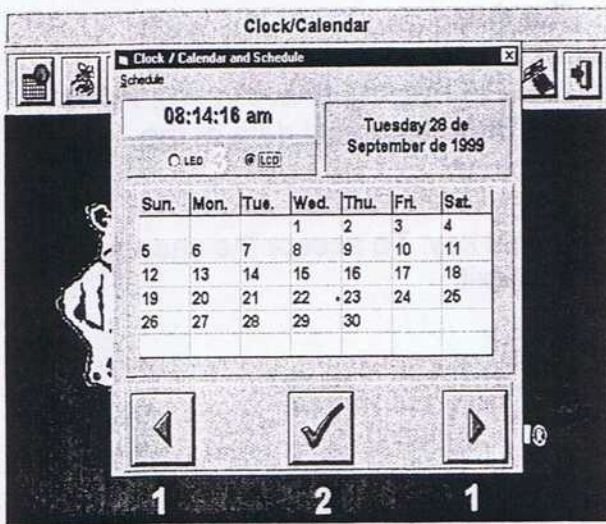 Clock/Calendar
Clock / Calendar and Schedule
Schedule
08:14:16 am
LED
LCD
Tuesday 28 de
September de 1999
Sun. Mon. Tue. Wed. Thu. Fri. Sat.
1 2 3 4
5 6 7 8 9 10 11
12 13 14 15 16 17 18
19 20 21 22 23 24 25
26 27 28 29 30
®
1 2 1